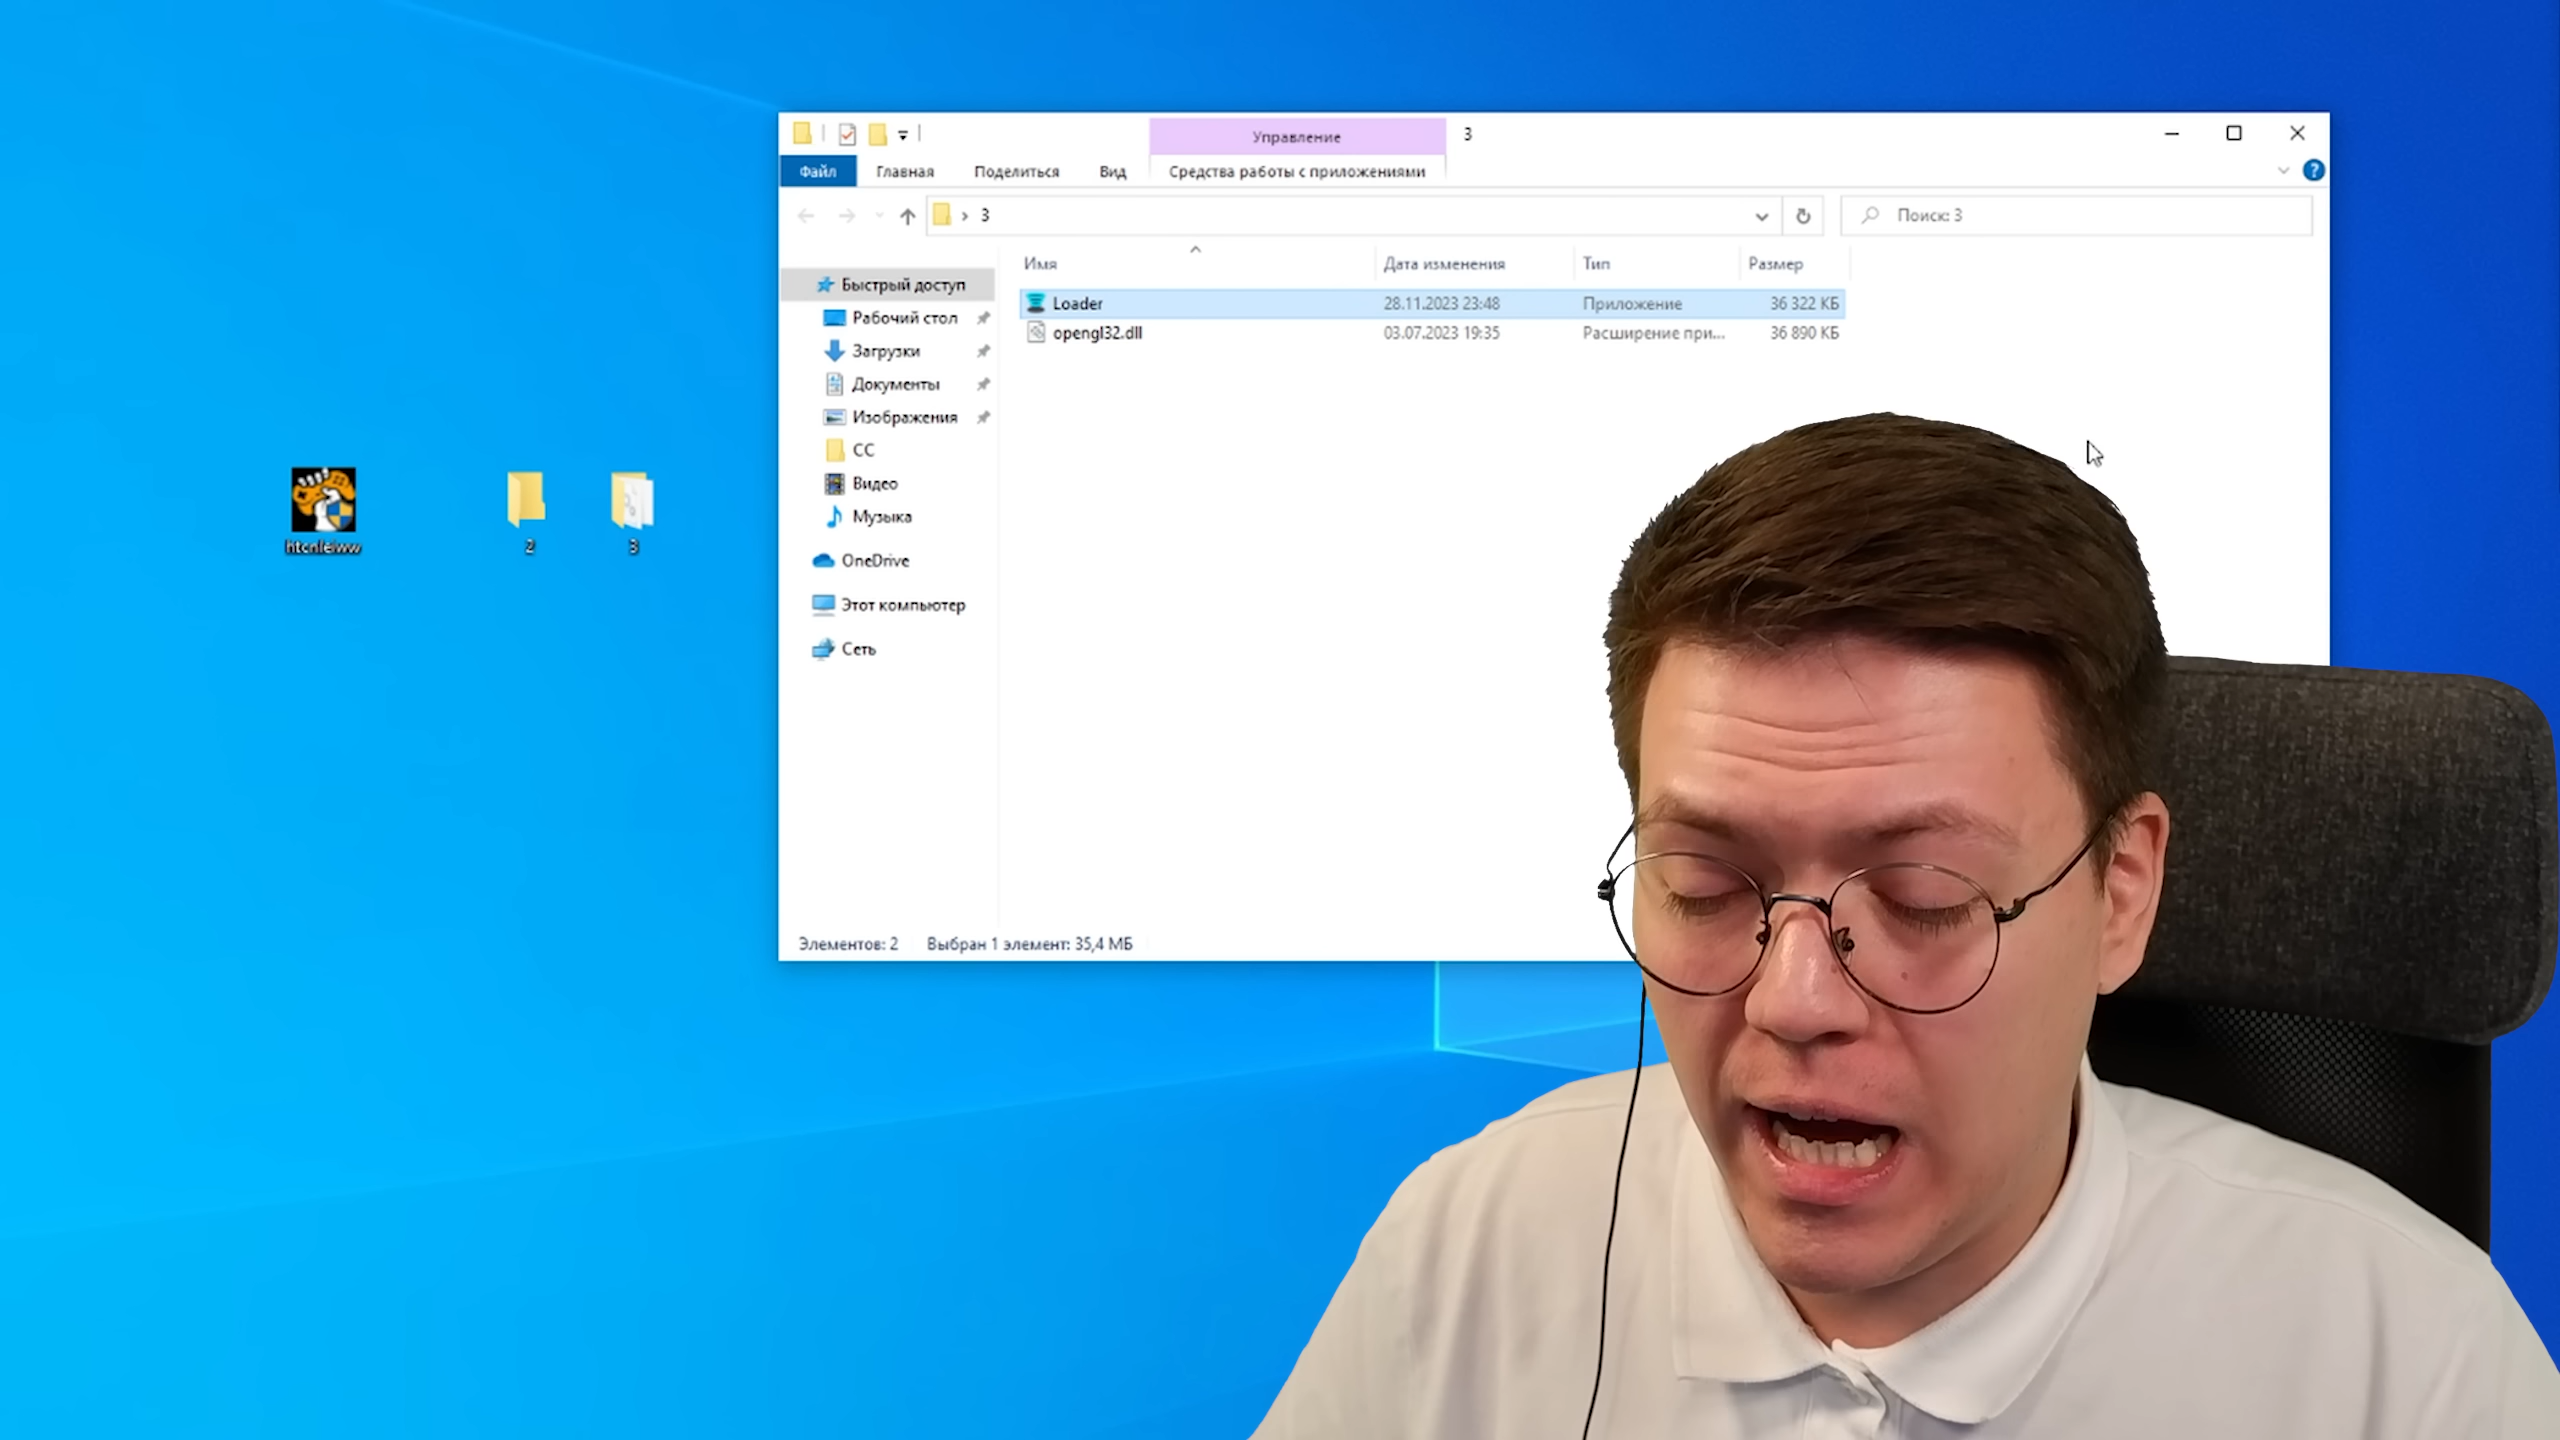 Управление
3
Файл
Главная
Поделиться
Вид
Средства работы с приложениями
3
Поиск: 3
Имя
Дата изменения
Тип
Размер
Loader 28.11.2023 23:48 Приложение 36 322 КБ
opengl32.dll 03.07.2023 19:35 Расширение при... 36 890 КБ
Быстрый доступ
Рабочий стол
Загрузки
Документы
Изображения
CC
Видео
Музыка
OneDrive
Этот компьютер
Сеть
Элементов: 2
Выбран 1 элемент: 35,4 МБ
2
3